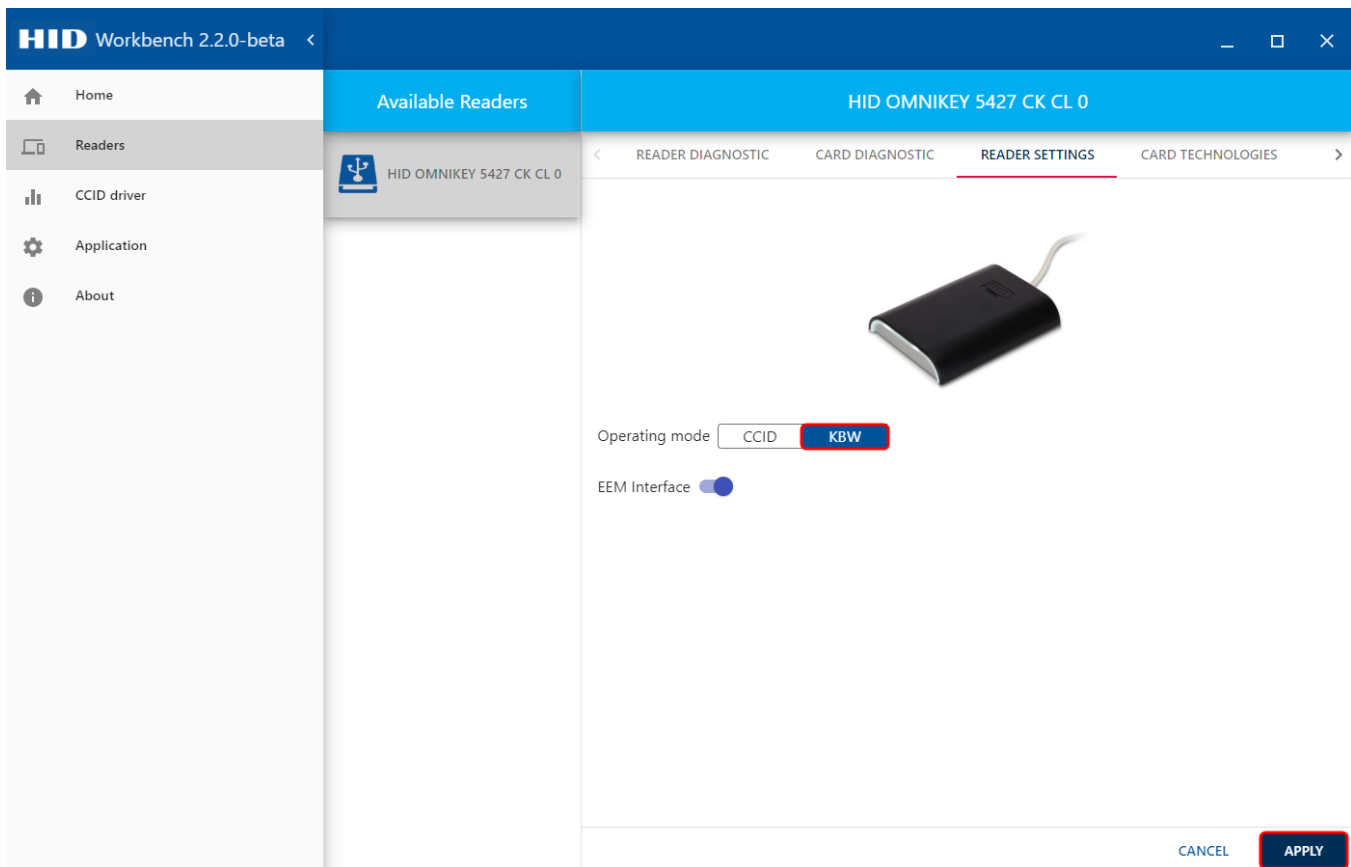 HID Workbench 2.2.0-beta
Home
Readers
CCID driver
Application
About
Available Readers
HID OMNIKEY 5427 CK CL 0
HID OMNIKEY 5427 CK CL 0
READER DIAGNOSTIC CARD DIAGNOSTIC READER SETTINGS CARD TECHNOLOGIES
HID
Operating mode CCID KBW
EEM Interface
CANCEL APPLY